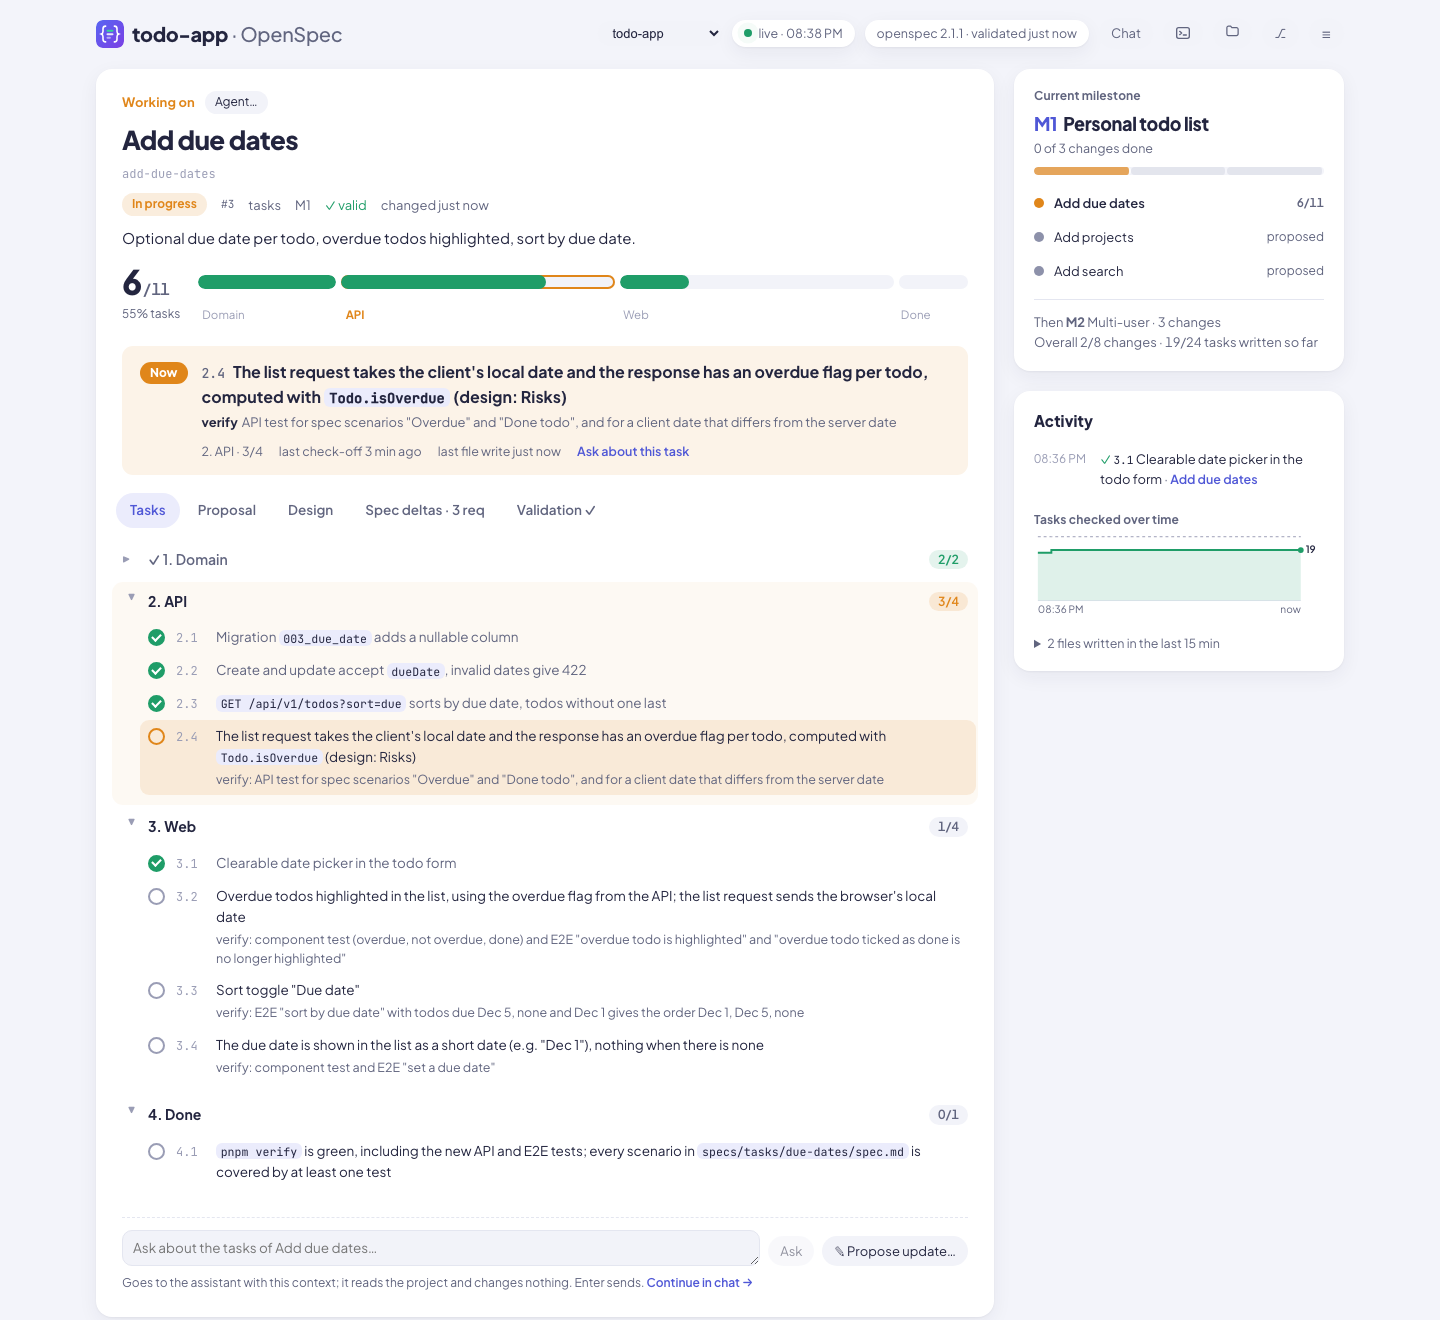 todo-app · OpenSpec
todo-app
live · 08:38 PM
openspec 2.1.1 · validated just now
Chat
Working on
Agent...
Add due dates
add-due-dates
In progress
#3
tasks
M1
✓ valid
changed just now
Optional due date per todo, overdue todos highlighted, sort by due date.
6/11
55% tasks
Domain
API
Web
Done
Now
2.4 The list request takes the client's local date and the response has an overdue flag per todo,
computed with Todo.isOverdue (design: Risks)
verify API test for spec scenarios "Overdue" and "Done todo", and for a client date that differs from the server date
2. API · 3/4
last check-off 3 min ago
last file write just now
Ask about this task
Tasks
Proposal
Design
Spec deltas · 3 req
Validation ✓
✓ 1. Domain
2/2
2. API
3/4
2.1 Migration 003_due_date adds a nullable column
2.2 Create and update accept dueDate, invalid dates give 422
2.3 GET /api/v1/todos?sort=due sorts by due date, todos without one last
2.4 The list request takes the client's local date and the response has an overdue flag per todo, computed with
Todo.isOverdue (design: Risks)
verify: API test for spec scenarios "Overdue" and "Done todo", and for a client date that differs from the server date
3. Web
1/4
3.1 Clearable date picker in the todo form
3.2 Overdue todos highlighted in the list, using the overdue flag from the API; the list request sends the browser's local
date
verify: component test (overdue, not overdue, done) and E2E "overdue todo is highlighted" and "overdue todo ticked as done is
no longer highlighted"
3.3 Sort toggle "Due date"
verify: E2E "sort by due date" with todos due Dec 5, none and Dec 1 gives the order Dec 1, Dec 5, none
3.4 The due date is shown in the list as a short date (e.g. "Dec 1"), nothing when there is none
verify: component test and E2E "set a due date"
4. Done
0/1
4.1 pnpm verify is green, including the new API and E2E tests; every scenario in specs/tasks/due-dates/spec.md is
covered by at least one test
Ask about the tasks of Add due dates...
Ask
✎ Propose update...
Goes to the assistant with this context; it reads the project and changes nothing. Enter sends. Continue in chat →
Current milestone
M1 Personal todo list
0 of 3 changes done
Add due dates
6/11
Add projects
proposed
Add search
proposed
Then M2 Multi-user · 3 changes
Overall 2/8 changes · 19/24 tasks written so far
Activity
08:36 PM
✓ 3.1 Clearable date picker in the
todo form · Add due dates
Tasks checked over time
19
08:36 PM
now
2 files written in the last 15 min